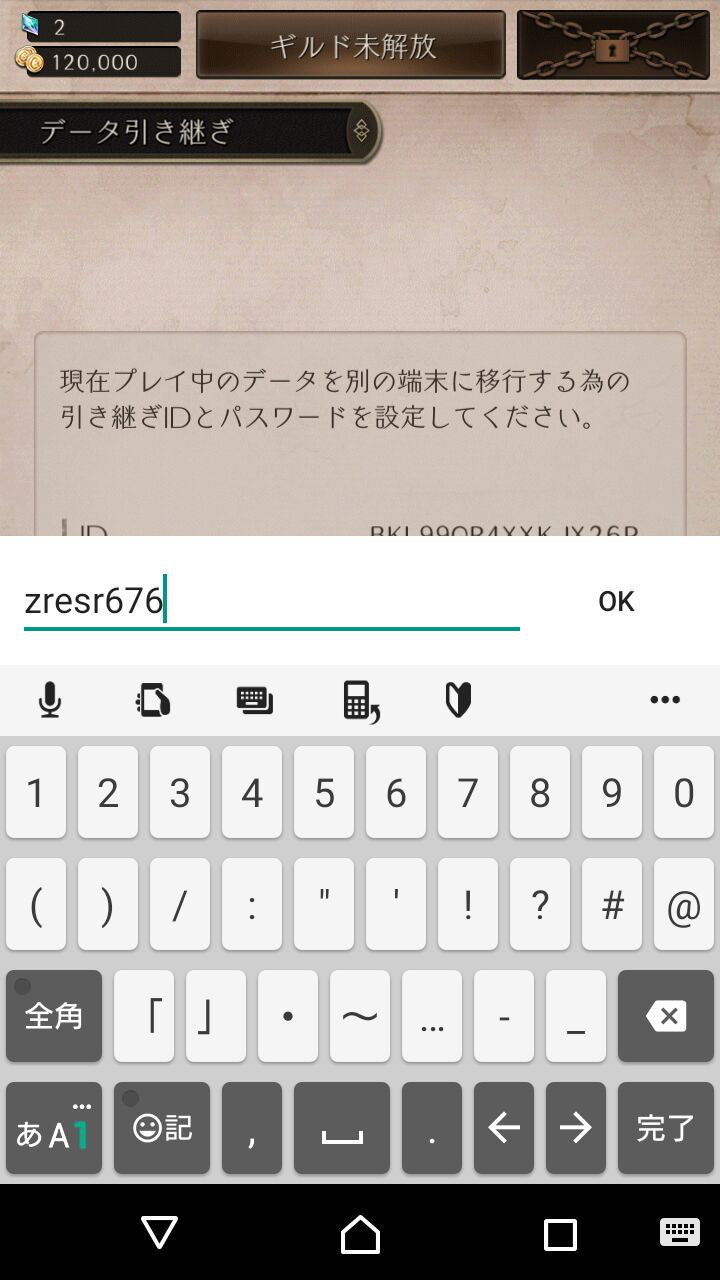 2
ギルド未解放
120,000
データ引き継ぎ
現在プレイ中のデータを別の端末に移行する為の
引き継ぎIDとパスワードを設定してください。
ID
zresr676
OK
1 2 3 4 5 6 7 8 9 0
( ) / : " ' ! ? # @
全角 「 」 ・ ～ … - _
あA1 記 , . ← → 完了